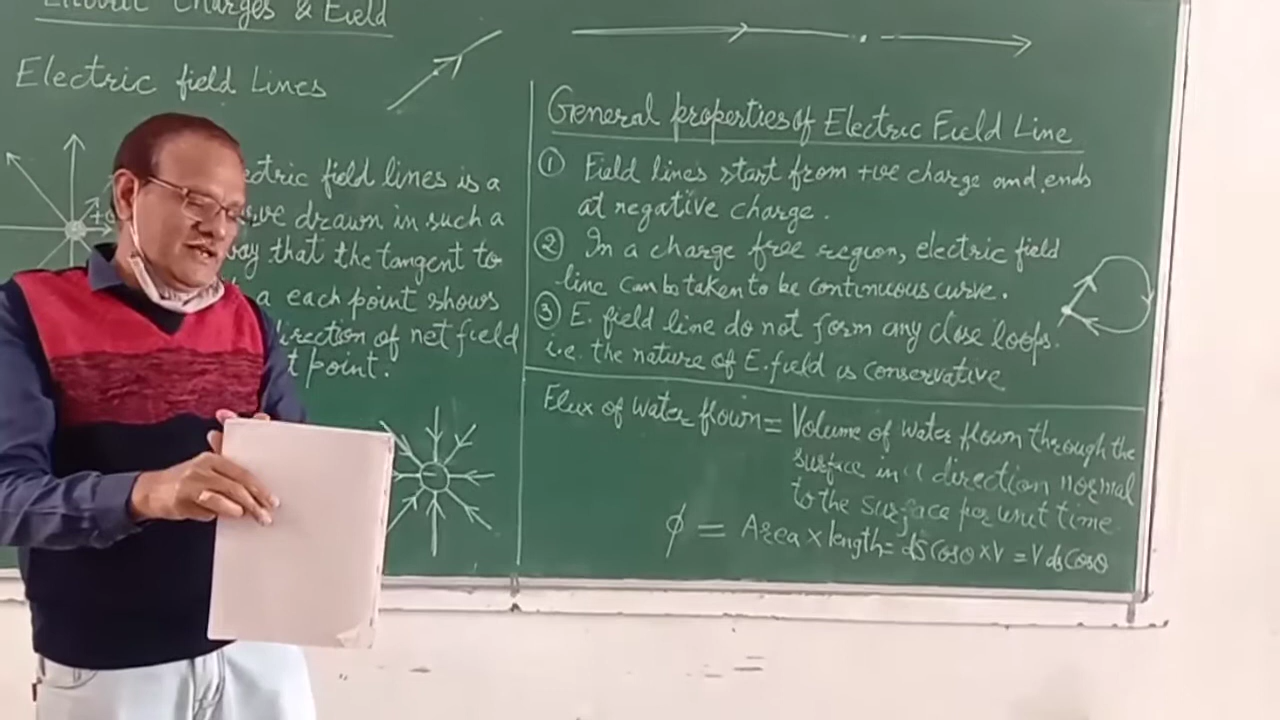 Electric Charges & Field
Electric field Lines
ctric field lines is a
ve drawn in such a
way that the tangent to
a each point shows
irection of net field
t point.
General properties of Electric Field Line
① Field lines start from +ive charge and ends
at negative charge.
② In a charge free region, electric field
line can be taken to be continuous curve.
③ E. field line do not form any close loops.
i.e. the nature of E. field is conservative
Flux of water flown = Volume of water flown through the
surface in a direction normal
to the surface per unit time
ϕ = Area × length = ds Cosθ × V = V ds Cosθ